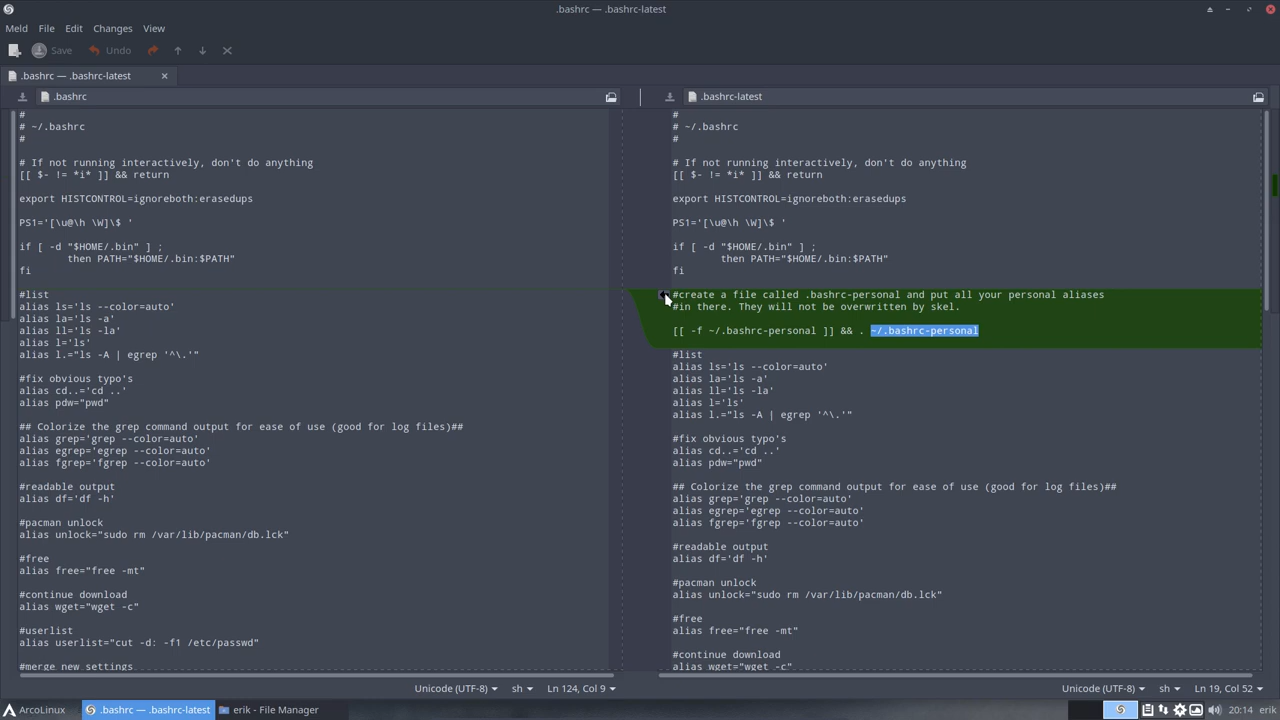 .bashrc — .bashrc-latest
Meld File Edit Changes View
Save Undo
.bashrc — .bashrc-latest
.bashrc
#
# ~/.bashrc
#
# If not running interactively, don't do anything
[[ $- != *i* ]] && return
export HISTCONTROL=ignoreboth:erasedups
PS1='[\u@\h \W]\$ '
if [ -d "$HOME/.bin" ] ;
then PATH="$HOME/.bin:$PATH"
fi
#list
alias ls='ls --color=auto'
alias la='ls -a'
alias ll='ls -la'
alias l='ls'
alias l.="ls -A | egrep '^\.'"
#fix obvious typo's
alias cd..='cd ..'
alias pdw="pwd"
## Colorize the grep command output for ease of use (good for log files)##
alias grep='grep --color=auto'
alias egrep='egrep --color=auto'
alias fgrep='fgrep --color=auto'
#readable output
alias df='df -h'
#pacman unlock
alias unlock="sudo rm /var/lib/pacman/db.lck"
#free
alias free="free -mt"
#continue download
alias wget="wget -c"
#userlist
alias userlist="cut -d: -f1 /etc/passwd"
#merge new settings
Unicode (UTF-8) sh Ln 124, Col 9
.bashrc-latest
#
# ~/.bashrc
#
# If not running interactively, don't do anything
[[ $- != *i* ]] && return
export HISTCONTROL=ignoreboth:erasedups
PS1='[\u@\h \W]\$ '
if [ -d "$HOME/.bin" ] ;
then PATH="$HOME/.bin:$PATH"
fi
#create a file called .bashrc-personal and put all your personal aliases
#in there. They will not be overwritten by skel.
[[ -f ~/.bashrc-personal ]] && . ~/.bashrc-personal
#list
alias ls='ls --color=auto'
alias la='ls -a'
alias ll='ls -la'
alias l='ls'
alias l.="ls -A | egrep '^\.'"
#fix obvious typo's
alias cd..='cd ..'
alias pdw="pwd"
## Colorize the grep command output for ease of use (good for log files)##
alias grep='grep --color=auto'
alias egrep='egrep --color=auto'
alias fgrep='fgrep --color=auto'
#readable output
alias df='df -h'
#pacman unlock
alias unlock="sudo rm /var/lib/pacman/db.lck"
#free
alias free="free -mt"
#continue download
alias wget="wget -c"
Unicode (UTF-8) sh Ln 19, Col 52
ArcoLinux .bashrc — .bashrc-latest erik - File Manager 20:14 erik